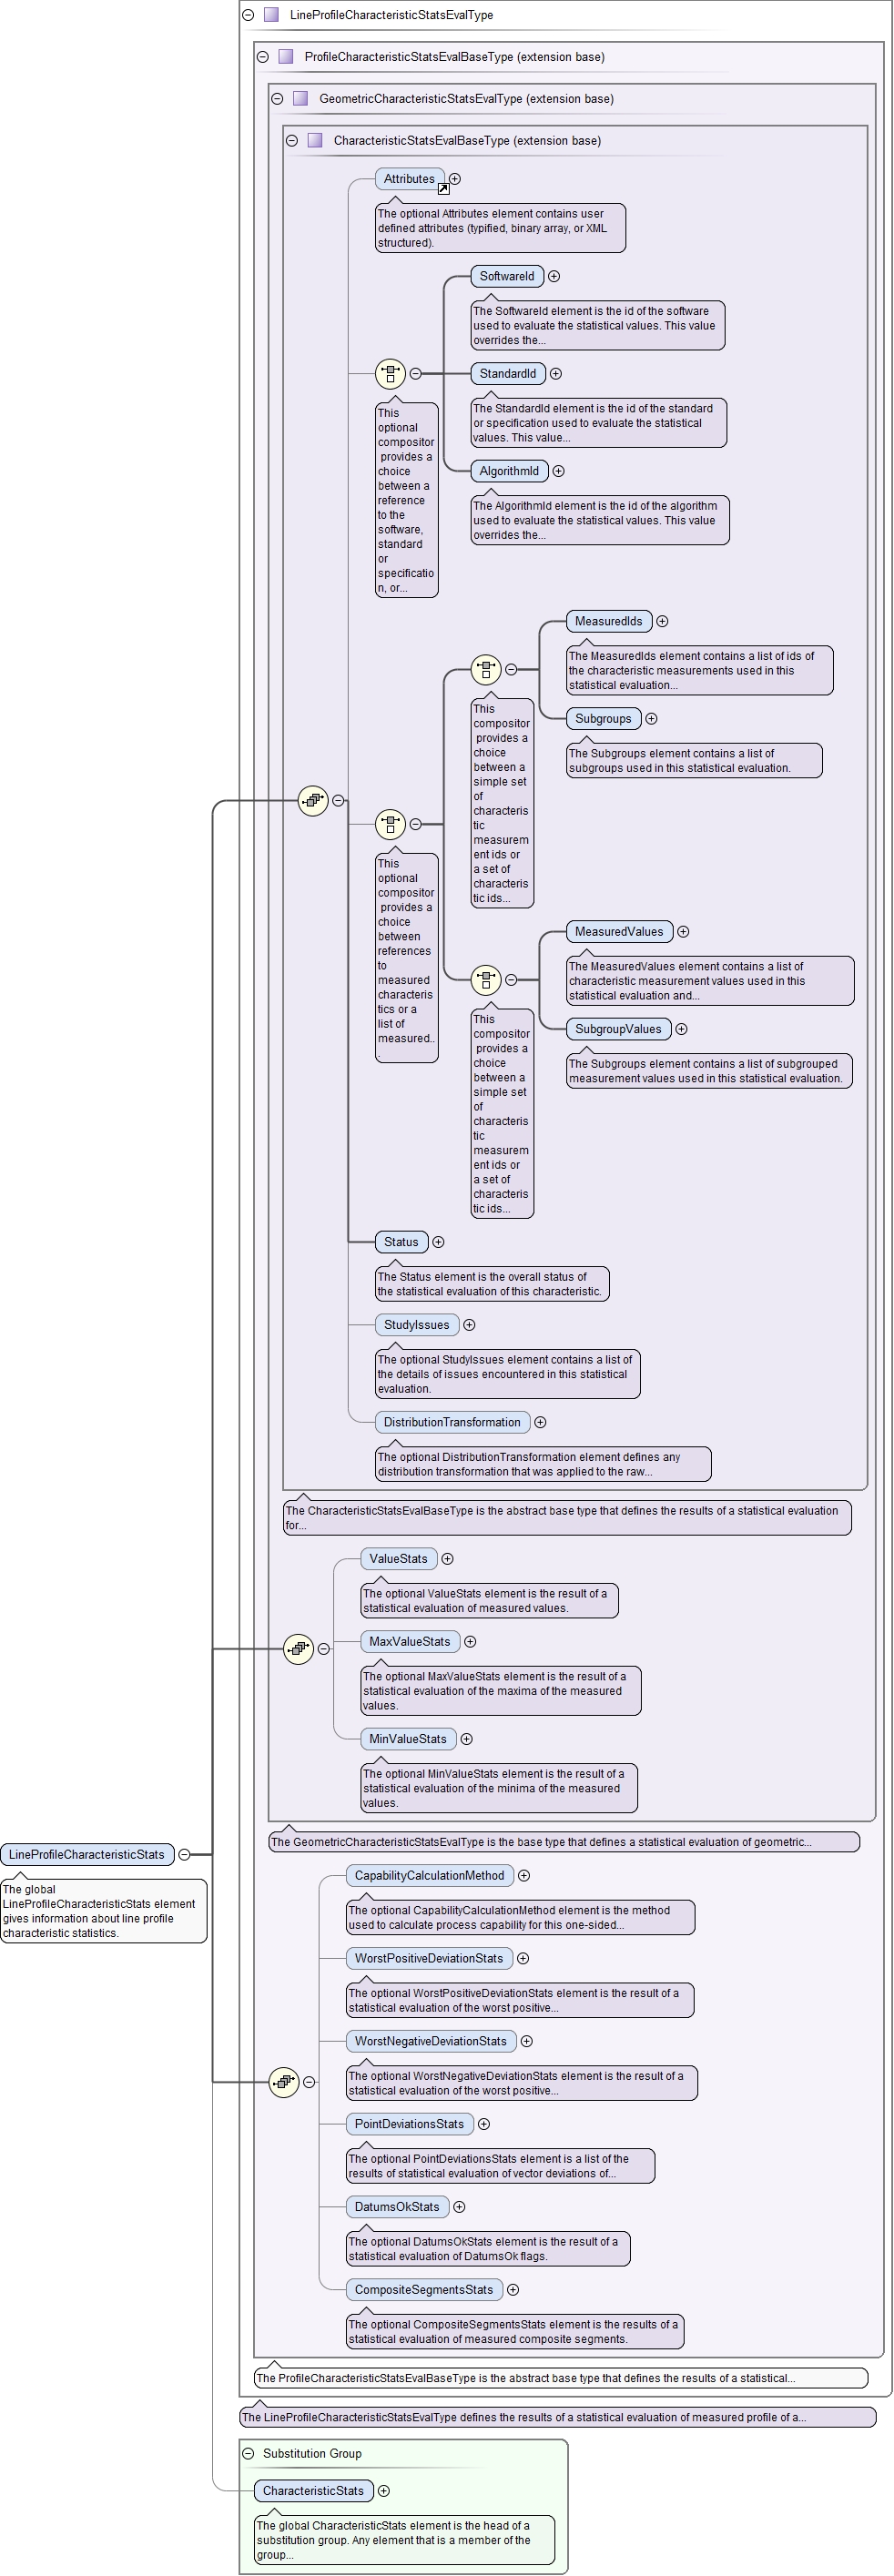 LineProfileCharacteristicStatsEvalType
ProfileCharacteristicStatsEvalBaseType (extension base)
GeometricCharacteristicStatsEvalType (extension base)
CharacteristicStatsEvalBaseType (extension base)
Attributes
The optional Attributes element contains user
defined attributes (typified, binary array, or XML
structured).
SoftwareId
The SoftwareId element is the id of the software
used to evaluate the statistical values. This value
overrides the...
StandardId
The StandardId element is the id of the standard
or specification used to evaluate the statistical
values. This value...
AlgorithmId
The AlgorithmId element is the id of the algorithm
used to evaluate the statistical values. This value
overrides the...
This
optional
compositor
provides a
choice
between a
reference
to the
software,
standard
or
specificatio
n, or...
MeasuredIds
The MeasuredIds element contains a list of ids of
the characteristic measurements used in this
statistical evaluation...
Subgroups
The Subgroups element contains a list of
subgroups used in this statistical evaluation.
This
compositor
provides a
choice
between a
simple set
of
characteris
tic
measurem
ent ids or
a set of
characteris
tic ids...
This
optional
compositor
provides a
choice
between
references
to
measured
characteris
tics or a
list of
measured..
.
MeasuredValues
The MeasuredValues element contains a list of
characteristic measurement values used in this
statistical evaluation and...
SubgroupValues
The Subgroups element contains a list of subgrouped
measurement values used in this statistical evaluation.
This
compositor
provides a
choice
between a
simple set
of
characteris
tic
measurem
ent ids or
a set of
characteris
tic ids...
Status
The Status element is the overall status of
the statistical evaluation of this characteristic.
StudyIssues
The optional StudyIssues element contains a list of
the details of issues encountered in this statistical
evaluation.
DistributionTransformation
The optional DistributionTransformation element defines any
distribution transformation that was applied to the raw...
The CharacteristicStatsEvalBaseType is the abstract base type that defines the results of a statistical evaluation
for...
ValueStats
The optional ValueStats element is the result of a
statistical evaluation of measured values.
MaxValueStats
The optional MaxValueStats element is the result of a
statistical evaluation of the maxima of the measured
values.
MinValueStats
The optional MinValueStats element is the result of a
statistical evaluation of the minima of the measured
values.
The GeometricCharacteristicStatsEvalType is the base type that defines a statistical evaluation of geometric...
LineProfileCharacteristicStats
The global
LineProfileCharacteristicStats element
gives information about line profile
characteristic statistics.
CapabilityCalculationMethod
The optional CapabilityCalculationMethod element is the method
used to calculate process capability for this one-sided...
WorstPositiveDeviationStats
The optional WorstPositiveDeviationStats element is the result of a
statistical evaluation of the worst positive...
WorstNegativeDeviationStats
The optional WorstNegativeDeviationStats element is the result of a
statistical evaluation of the worst positive...
PointDeviationsStats
The optional PointDeviationsStats element is a list of the
results of statistical evaluation of vector deviations of...
DatumsOkStats
The optional DatumsOkStats element is the result of a
statistical evaluation of DatumsOk flags.
CompositeSegmentsStats
The optional CompositeSegmentsStats element is the results of a
statistical evaluation of measured composite segments.
The ProfileCharacteristicStatsEvalBaseType is the abstract base type that defines the results of a statistical...
The LineProfileCharacteristicStatsEvalType defines the results of a statistical evaluation of measured profile of a...
Substitution Group
CharacteristicStats
The global CharacteristicStats element is the head of a
substitution group. Any element that is a member of the
group...